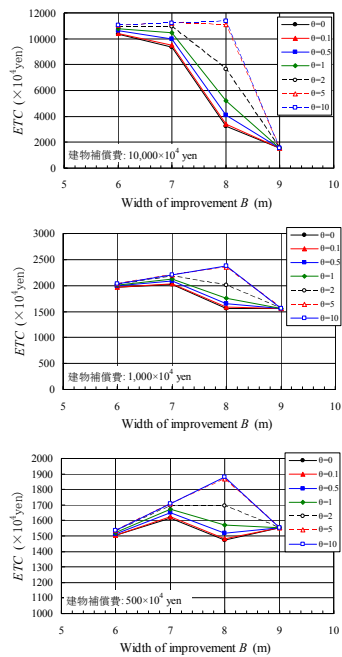 12000
10000
8000
6000
4000
2000
0
ETC (×10⁴yen)
θ=0
θ=0.1
θ=0.5
θ=1
θ=2
θ=5
θ=10
建物補償費: 10,000×10⁴ yen
5 6 7 8 9 10
Width of improvement B (m)
3000
2500
2000
1500
1000
500
0
ETC (×10⁴yen)
θ=0
θ=0.1
θ=0.5
θ=1
θ=2
θ=5
θ=10
建物補償費: 1,000×10⁴ yen
5 6 7 8 9 10
Width of improvement B (m)
2000
1900
1800
1700
1600
1500
1400
1300
1200
1100
1000
ETC (×10⁴yen)
θ=0
θ=0.1
θ=0.5
θ=1
θ=2
θ=5
θ=10
建物補償費: 500×10⁴ yen
5 6 7 8 9 10
Width of improvement B (m)